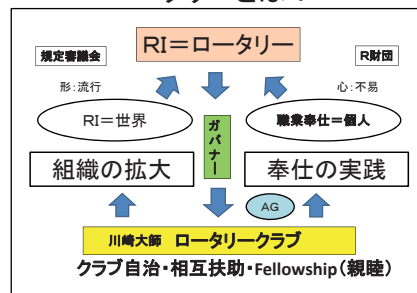 RI＝ロータリー
規定審議会
R財団
形：流行
心：不易
RI＝世界
ガバナー
職業奉仕＝個人
組織の拡大
奉仕の実践
AG
川崎大師 ロータリークラブ
クラブ自治・相互扶助・Fellowship（親睦）